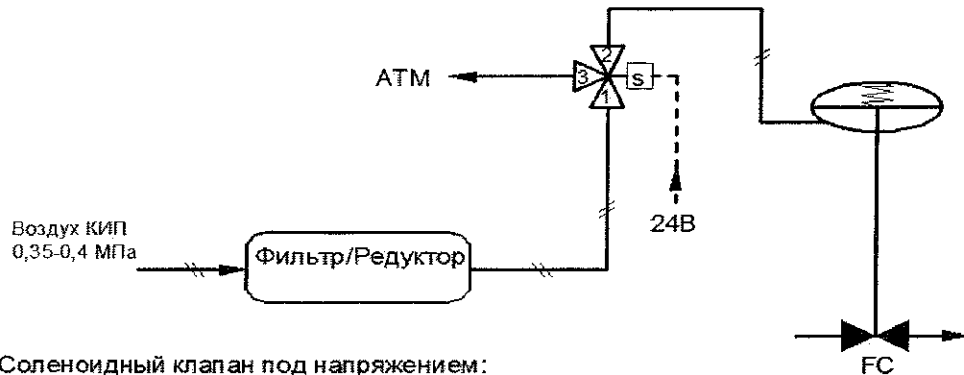 2
АТМ
3
s
1
24В
Воздух КИП
0,35-0,4 МПа
Фильтр/Редуктор
Соленоидный клапан под напряжением:
FC